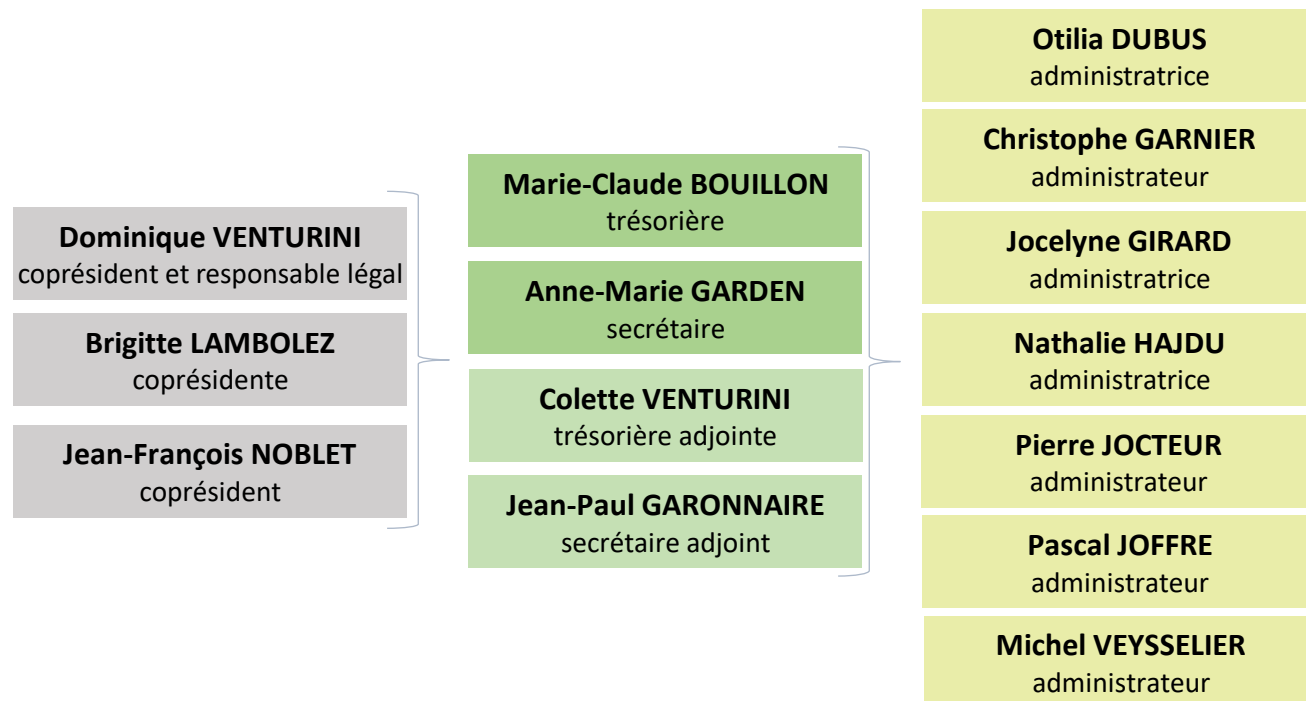 Dominique VENTURINI
coprésident et responsable légal
Brigitte LAMBOLEZ
coprésidente
Jean-François NOBLET
coprésident
Marie-Claude BOUILLON
trésorière
Anne-Marie GARDEN
secrétaire
Colette VENTURINI
trésorière adjointe
Jean-Paul GARONNAIRE
secrétaire adjoint
Otilia DUBUS
administratrice
Christophe GARNIER
administrateur
Jocelyne GIRARD
administratrice
Nathalie HAJDU
administratrice
Pierre JOCTEUR
administrateur
Pascal JOFFRE
administrateur
Michel VEYSSELIER
administrateur